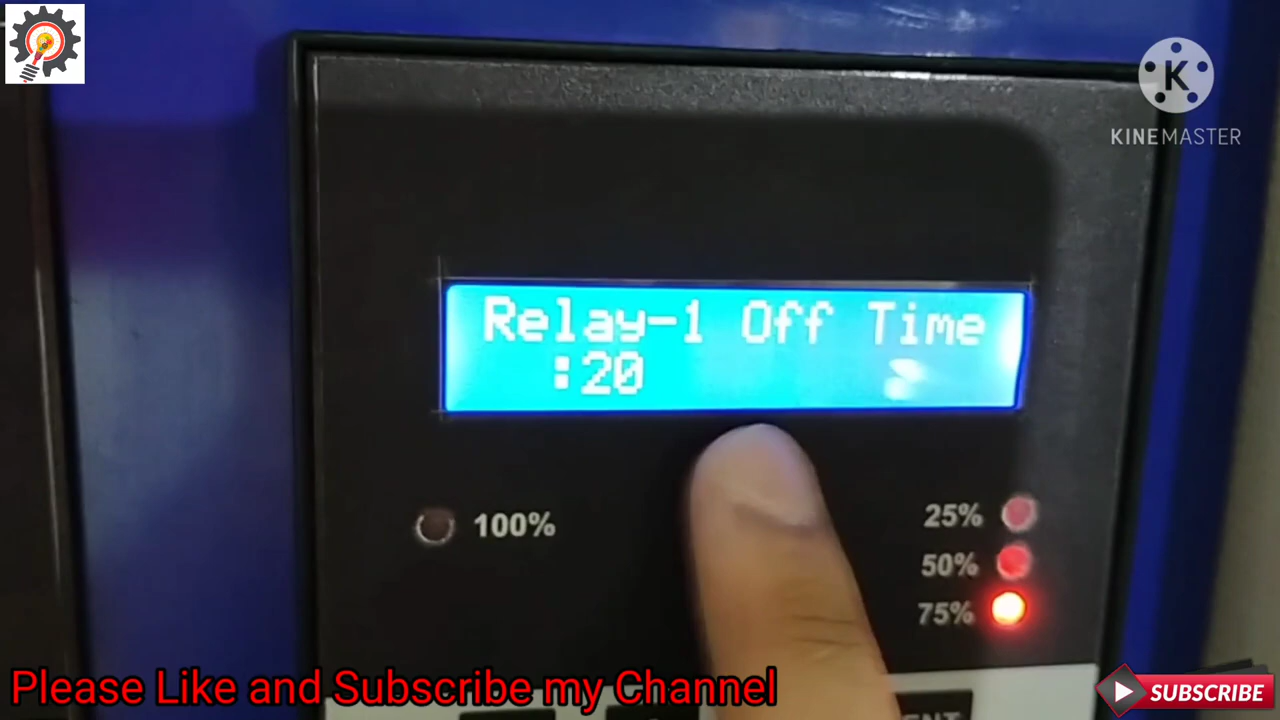 K
KINEMASTER
Relay-1 Off Time
:20
100%
25%
50%
75%
Please Like and Subscribe my Channel
SUBSCRIBE